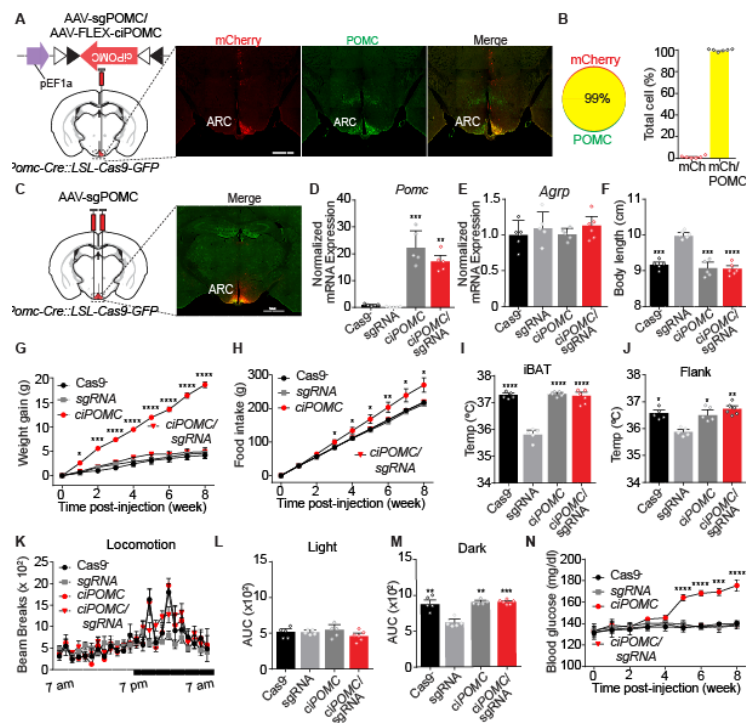 A
AAV-sgPOMC/
AAV-FLEX-ciPOMC
ciPOMC
pEF1a
Pomc-Cre::LSL-Cas9-GFP
mCherry
POMC
Merge
ARC
ARC
ARC
B
mCherry
99%
POMC
Total cell (%)
100
80
60
40
20
0
mCh
mCh/
POMC
C
AAV-sgPOMC
Pomc-Cre::LSL-Cas9-GFP
Merge
ARC
D
Pomc
Normalized
mRNA Expression
40
30
20
10
0
***
**
Cas9-
sgRNA
ciPOMC
ciPOMC/
sgRNA
E
Agrp
Normalized
mRNA Expression
1.5
1.0
0.5
0.0
Cas9-
sgRNA
ciPOMC
ciPOMC/
sgRNA
F
Body length (cm)
11
10
9
8
7
*** *** ****
Cas9-
sgRNA
ciPOMC
ciPOMC/
sgRNA
G
Weight gain (g)
25
20
15
10
5
0
Cas9-
sgRNA
ciPOMC
ciPOMC/
sgRNA
* *** **** **** **** **** **** ****
0 2 4 6 8
Time post-injection (week)
H
Food intake (g)
300
200
100
0
Cas9-
sgRNA
ciPOMC
ciPOMC/
sgRNA
* * * ** * *
0 2 4 6 8
Time post-injection (week)
I
iBAT
Temp (ºC)
38
37
36
35
34
**** **** ****
Cas9-
sgRNA
ciPOMC
ciPOMC/
sgRNA
J
Flank
Temp (ºC)
38
37
36
35
34
* * **
Cas9-
sgRNA
ciPOMC
ciPOMC/
sgRNA
K
Locomotion
Beam Breaks (x 10²)
25
20
15
10
5
0
Cas9-
sgRNA
ciPOMC
ciPOMC/
sgRNA
7 am 7 pm 7 am
L
Light
AUC (x10²)
15
10
5
0
Cas9-
sgRNA
ciPOMC
ciPOMC/
sgRNA
M
Dark
AUC (x10²)
15
10
5
0
** ** ***
Cas9-
sgRNA
ciPOMC
ciPOMC/
sgRNA
N
Blood glucose (mg/dl)
200
180
160
140
120
Cas9-
sgRNA
ciPOMC
ciPOMC/
sgRNA
**** **** *** ****
0 2 4 6 8
Time post-injection (week)